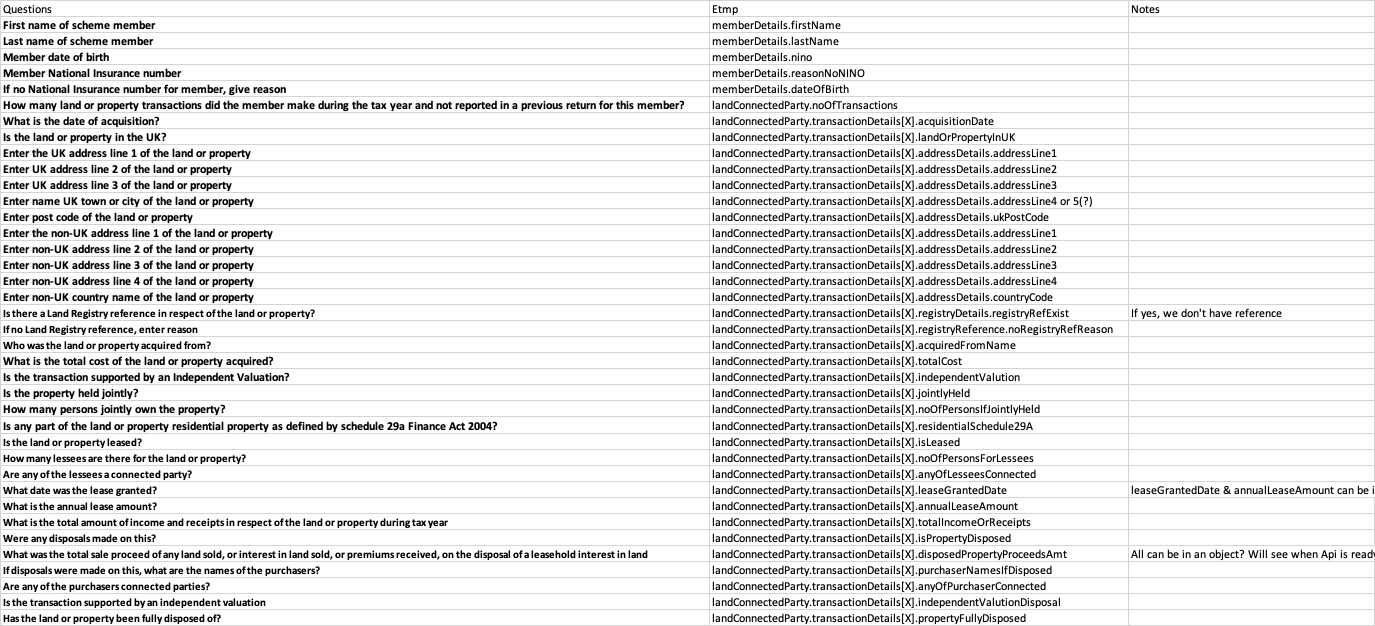 Questions Etmp Notes
First name of scheme member memberDetails.firstName
Last name of scheme member memberDetails.lastName
Member date of birth memberDetails.nino
Member National Insurance number memberDetails.reasonNoNINO
If no National Insurance number for member, give reason memberDetails.dateOfBirth
How many land or property transactions did the member make during the tax year and not reported in a previous return for this member? landConnectedParty.noOfTransactions
What is the date of acquisition? landConnectedParty.transactionDetails[X].acquisitionDate
Is the land or property in the UK? landConnectedParty.transactionDetails[X].landOrPropertyInUK
Enter the UK address line 1 of the land or property landConnectedParty.transactionDetails[X].addressDetails.addressLine1
Enter UK address line 2 of the land or property landConnectedParty.transactionDetails[X].addressDetails.addressLine2
Enter UK address line 3 of the land or property landConnectedParty.transactionDetails[X].addressDetails.addressLine3
Enter name UK town or city of the land or property landConnectedParty.transactionDetails[X].addressDetails.addressLine4 or 5(?)
Enter post code of the land or property landConnectedParty.transactionDetails[X].addressDetails.ukPostCode
Enter the non-UK address line 1 of the land or property landConnectedParty.transactionDetails[X].addressDetails.addressLine1
Enter non-UK address line 2 of the land or property landConnectedParty.transactionDetails[X].addressDetails.addressLine2
Enter non-UK address line 3 of the land or property landConnectedParty.transactionDetails[X].addressDetails.addressLine3
Enter non-UK address line 4 of the land or property landConnectedParty.transactionDetails[X].addressDetails.addressLine4
Enter non-UK country name of the land or property landConnectedParty.transactionDetails[X].addressDetails.countryCode
Is there a Land Registry reference in respect of the land or property? landConnectedParty.transactionDetails[X].registryDetails.registryRefExist If yes, we don't have reference
If no Land Registry reference, enter reason landConnectedParty.transactionDetails[X].registryReference.noRegistryRefReason
Who was the land or property acquired from? landConnectedParty.transactionDetails[X].acquiredFromName
What is the total cost of the land or property acquired? landConnectedParty.transactionDetails[X].totalCost
Is the transaction supported by an Independent Valuation? landConnectedParty.transactionDetails[X].independentValution
Is the property held jointly? landConnectedParty.transactionDetails[X].jointlyHeld
How many persons jointly own the property? landConnectedParty.transactionDetails[X].noOfPersonsIfJointlyHeld
Is any part of the land or property residential property as defined by schedule 29a Finance Act 2004? landConnectedParty.transactionDetails[X].residentialSchedule29A
Is the land or property leased? landConnectedParty.transactionDetails[X].isLeased
How many lessees are there for the land or property? landConnectedParty.transactionDetails[X].noOfPersonsForLessees
Are any of the lessees a connected party? landConnectedParty.transactionDetails[X].anyOfLesseesConnected
What date was the lease granted? landConnectedParty.transactionDetails[X].leaseGrantedDate leaseGrantedDate & annualLeaseAmount can be i
What is the annual lease amount? landConnectedParty.transactionDetails[X].annualLeaseAmount
What is the total amount of income and receipts in respect of the land or property during tax year landConnectedParty.transactionDetails[X].totalIncomeOrReceipts
Were any disposals made on this? landConnectedParty.transactionDetails[X].isPropertyDisposed
What was the total sale proceed of any land sold, or interest in land sold, or premiums received, on the disposal of a leasehold interest in land landConnectedParty.transactionDetails[X].disposedPropertyProceedsAmt All can be in an object? Will see when Api is ready
If disposals were made on this, what are the names of the purchasers? landConnectedParty.transactionDetails[X].purchaserNamesIfDisposed
Are any of the purchasers connected parties? landConnectedParty.transactionDetails[X].anyOfPurchaserConnected
Is the transaction supported by an independent valuation landConnectedParty.transactionDetails[X].independentValutionDisposal
Has the land or property been fully disposed of? landConnectedParty.transactionDetails[X].propertyFullyDisposed